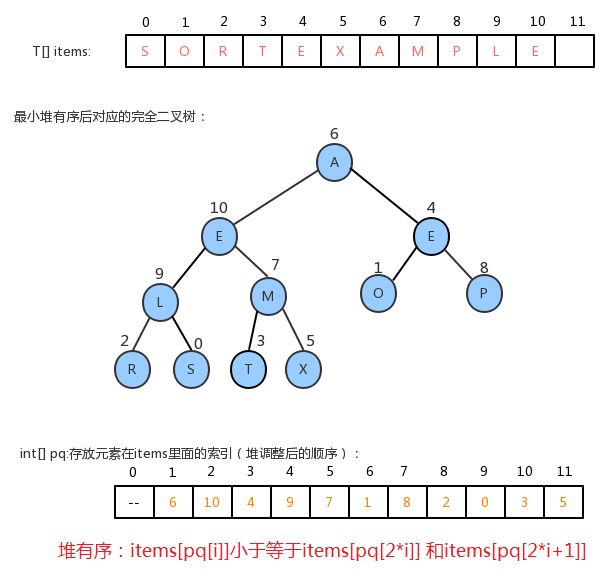 0 1 2 3 4 5 6 7 8 9 10 11
T[] items: S O R T E X A M P L E
最小堆有序后对应的完全二叉树：
6
A
10 4
E E
9 7 1 8
L M O P
2 0 3 5
R S T X
int[] pq:存放元素在items里面的索引（堆调整后的顺序）：
0 1 2 3 4 5 6 7 8 9 10 11
-- 6 10 4 9 7 1 8 2 0 3 5
堆有序：items[pq[i]]小于等于items[pq[2*i]] 和items[pq[2*i+1]]